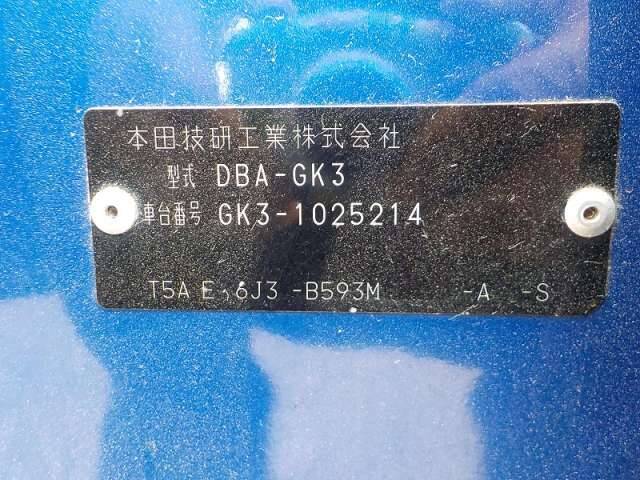 本田技研工業株式会社
型式 DBA-GK3
車台番号 GK3-1025214
T5A E 6J3 -B593M -A -S